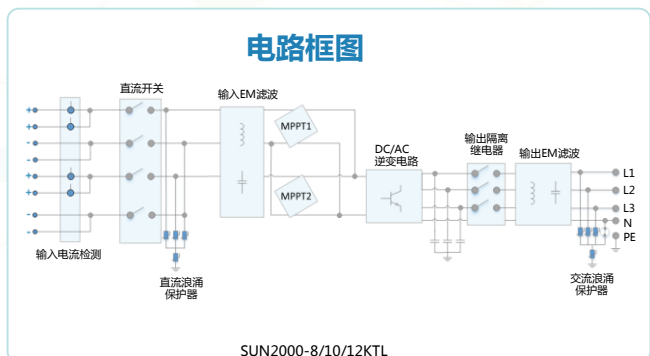 电路框图
直流开关
输入EM滤波
MPPT1
MPPT2
DC/AC
逆变电路
输出隔离
继电器
输出EM滤波
L1
L2
L3
N
PE
+
+
-
-
+
+
-
-
输入电流检测
直流浪涌
保护器
交流浪涌
保护器
SUN2000-8/10/12KTL